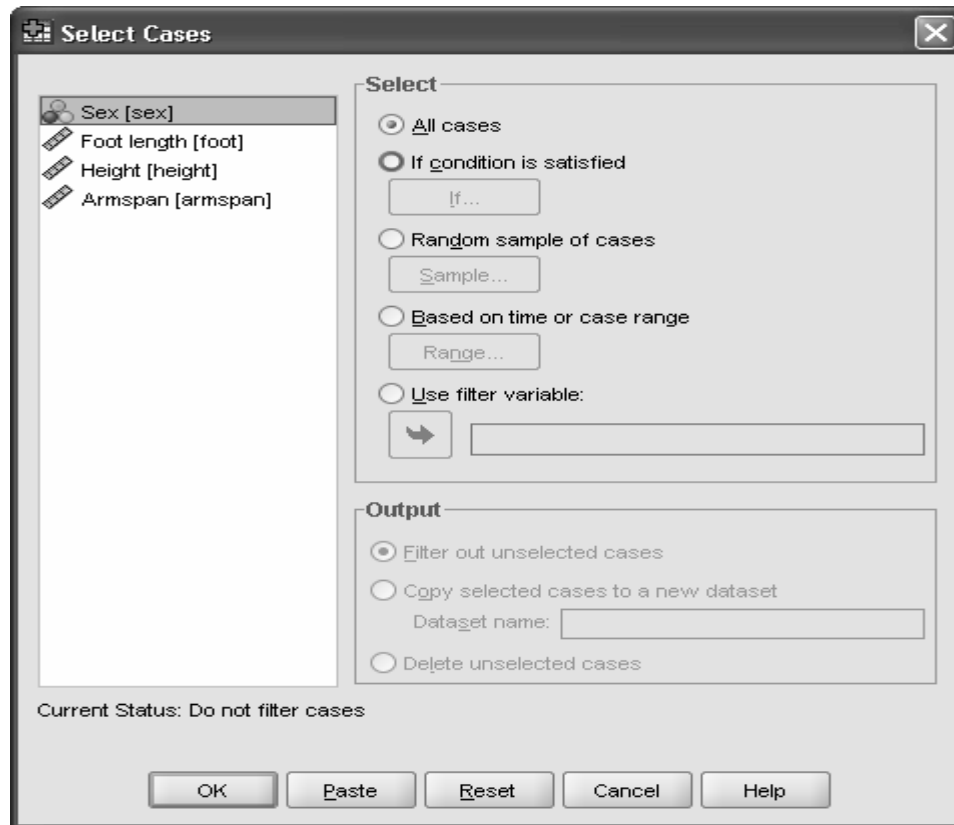 Select Cases
Sex [sex]
Foot length [foot]
Height [height]
Armspan [armspan]
Select
All cases
If condition is satisfied
If...
Random sample of cases
Sample...
Based on time or case range
Range...
Use filter variable:
Output
Filter out unselected cases
Copy selected cases to a new dataset
Dataset name:
Delete unselected cases
Current Status: Do not filter cases
OK Paste Reset Cancel Help